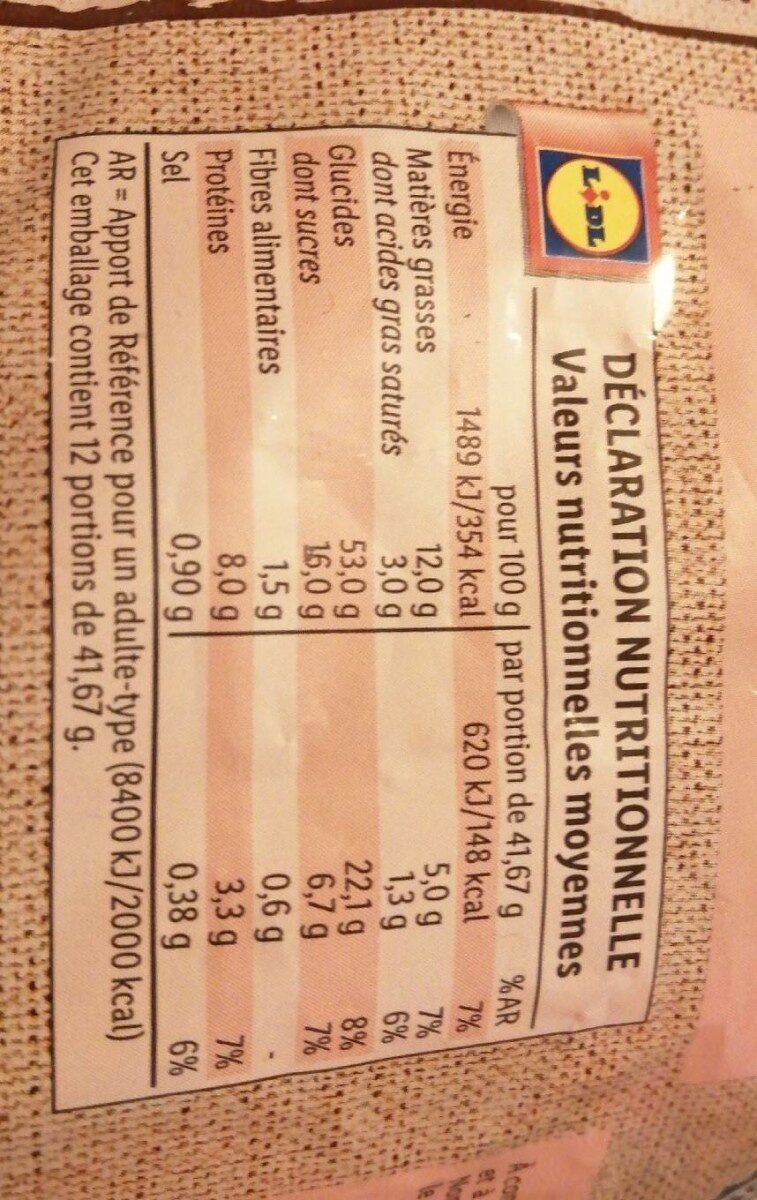 LIDL
DÉCLARATION NUTRITIONNELLE
Valeurs nutritionnelles moyennes
pour 100 g par portion de 41,67 g %AR
Énergie 1489 kJ/354 kcal 620 kJ/148 kcal 7%
Matières grasses 12,0 g 5,0 g 7%
dont acides gras saturés 3,0 g 1,3 g 6%
Glucides 53,0 g 22,1 g 8%
dont sucres 16,0 g 6,7 g 7%
Fibres alimentaires 1,5 g 0,6 g -
Protéines 8,0 g 3,3 g 7%
Sel 0,90 g 0,38 g 6%
AR = Apport de Référence pour un adulte-type (8400 kJ/2000 kcal)
Cet emballage contient 12 portions de 41,67 g.